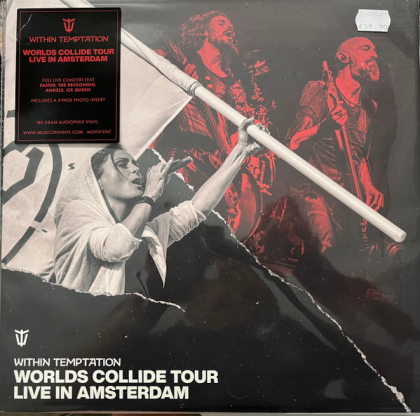 WITHIN TEMPTATION
WORLDS COLLIDE TOUR
LIVE IN AMSTERDAM
FULL LIVE CONCERT FEAT.
FASTER, THE RECKONING,
ANGELS, ICE QUEEN
INCLUDES A 4-PAGE PHOTO INSERT
180 GRAM AUDIOPHILE VINYL
WWW.MUSICONVINYL.COM MOVLP3707
WITHIN TEMPTATION
WORLDS COLLIDE TOUR
LIVE IN AMSTERDAM